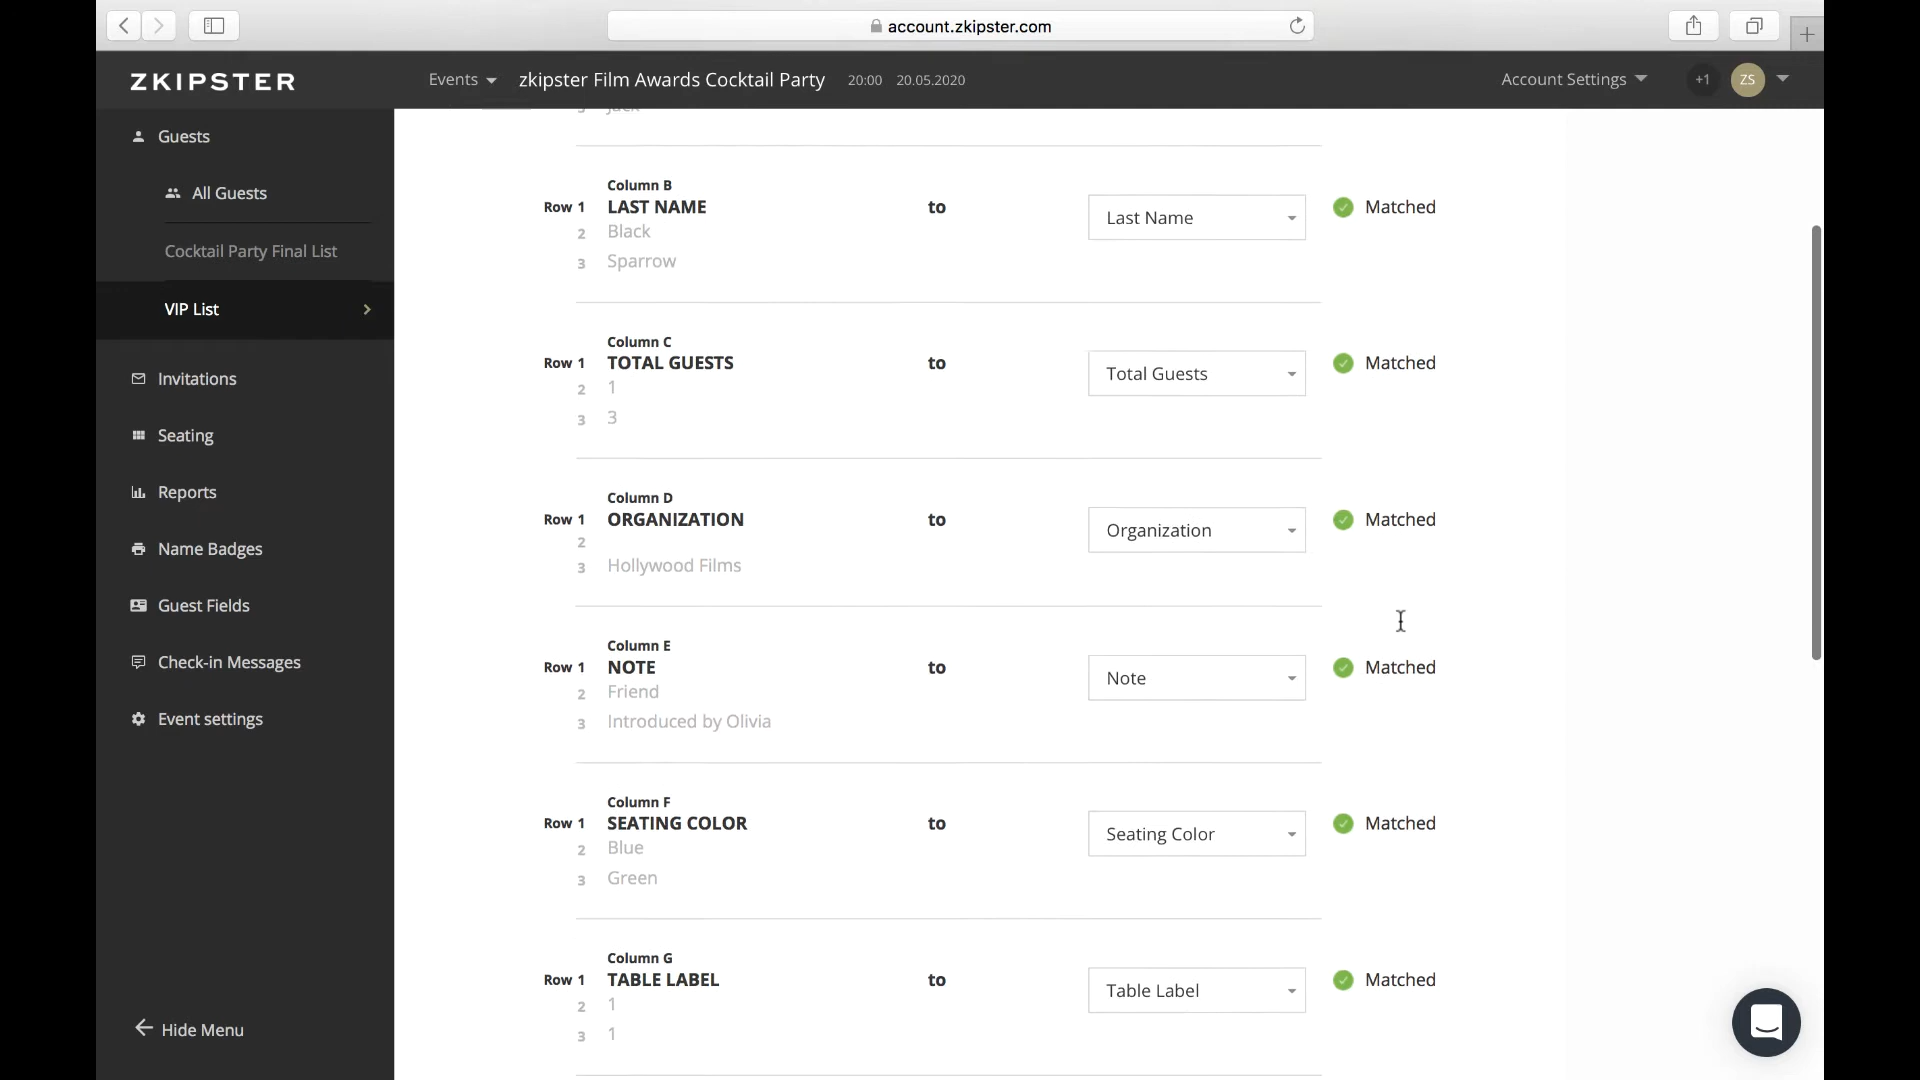 account.zkipster.com
ZKIPSTER
Events
zkipster Film Awards Cocktail Party
20:00 20.05.2020
Account Settings
+1
ZS
Guests
All Guests
Cocktail Party Final List
VIP List
Invitations
Seating
Reports
Name Badges
Guest Fields
Check-in Messages
Event settings
Hide Menu
3 Jack
Column B
Row 1 LAST NAME to Last Name Matched
2 Black
3 Sparrow
Column C
Row 1 TOTAL GUESTS to Total Guests Matched
2 1
3 3
Column D
Row 1 ORGANIZATION to Organization Matched
2
3 Hollywood Films
Column E
Row 1 NOTE to Note Matched
2 Friend
3 Introduced by Olivia
Column F
Row 1 SEATING COLOR to Seating Color Matched
2 Blue
3 Green
Column G
Row 1 TABLE LABEL to Table Label Matched
2 1
3 1